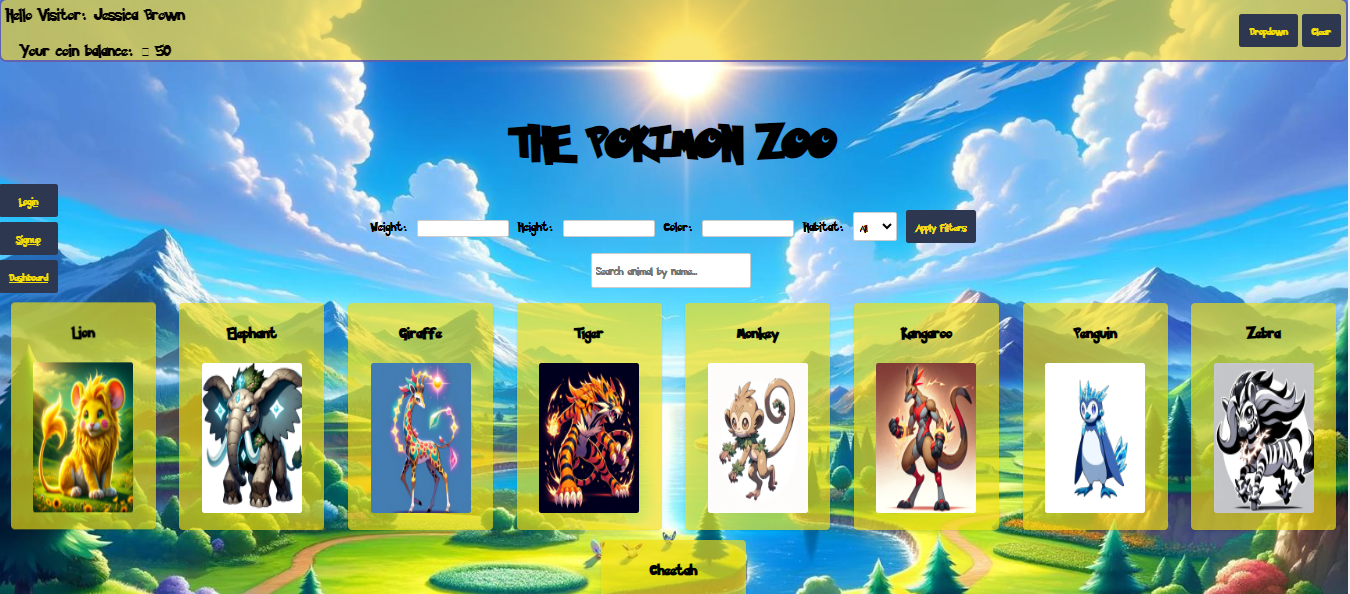 Hello Visitor: Jessica Brown
Your coin balance: □ 50
Dropdown
Clear
THE POKIMON ZOO
Login
Signup
Dashboard
Weight: Height: Color: Habitat: All Apply Filters
Search animal by name...
Lion Elephant Giraffe Tiger Monkey Kangaroo Penguin Zebra
Cheetah